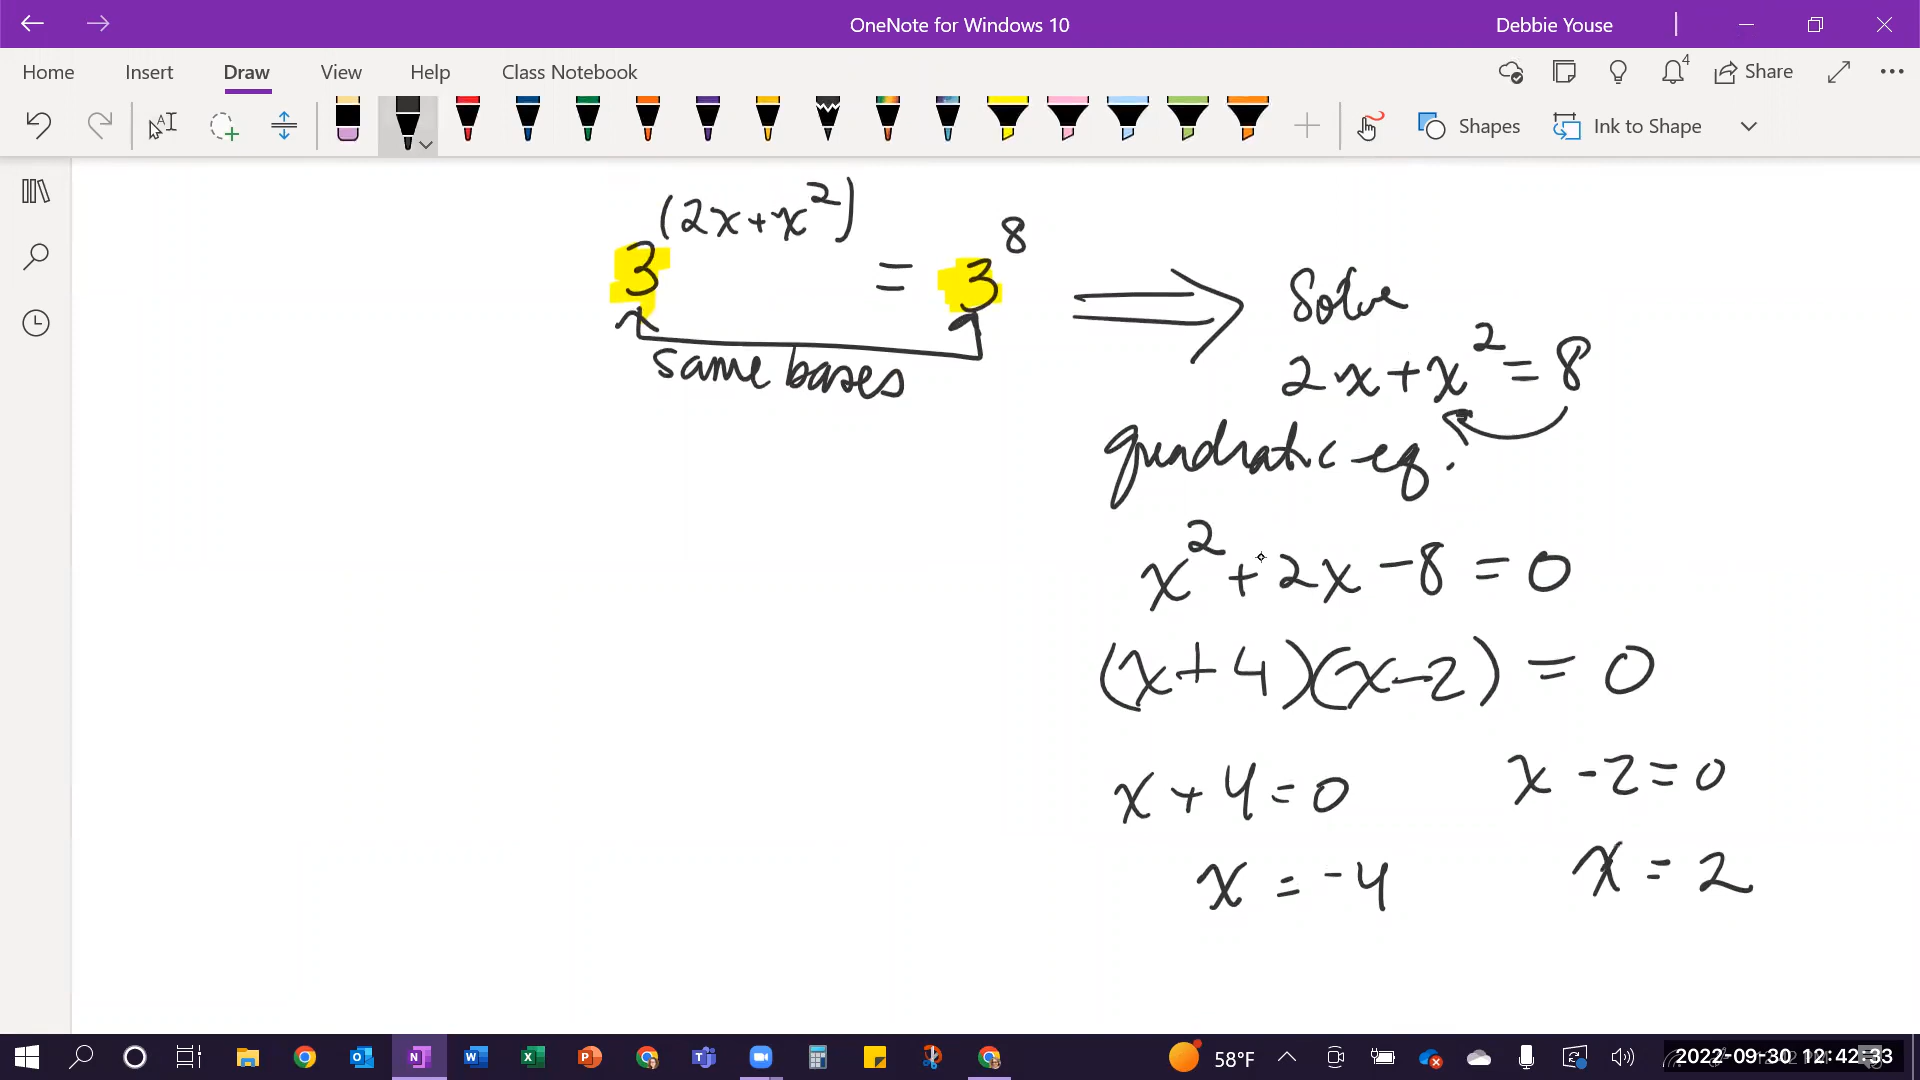 OneNote for Windows 10
Debbie Youse
Home Insert Draw View Help Class Notebook
4
Share
Shapes
Ink to Shape
3^(2x+x^2) = 3^8
same bases
Solve
2x+x^2=8
quadratic eq.
x^2+2x-8=0
(x+4)(x-2)=0
x+4=0 x-2=0
x=-4 x=2
58°F
2022-09-30 12:42:33